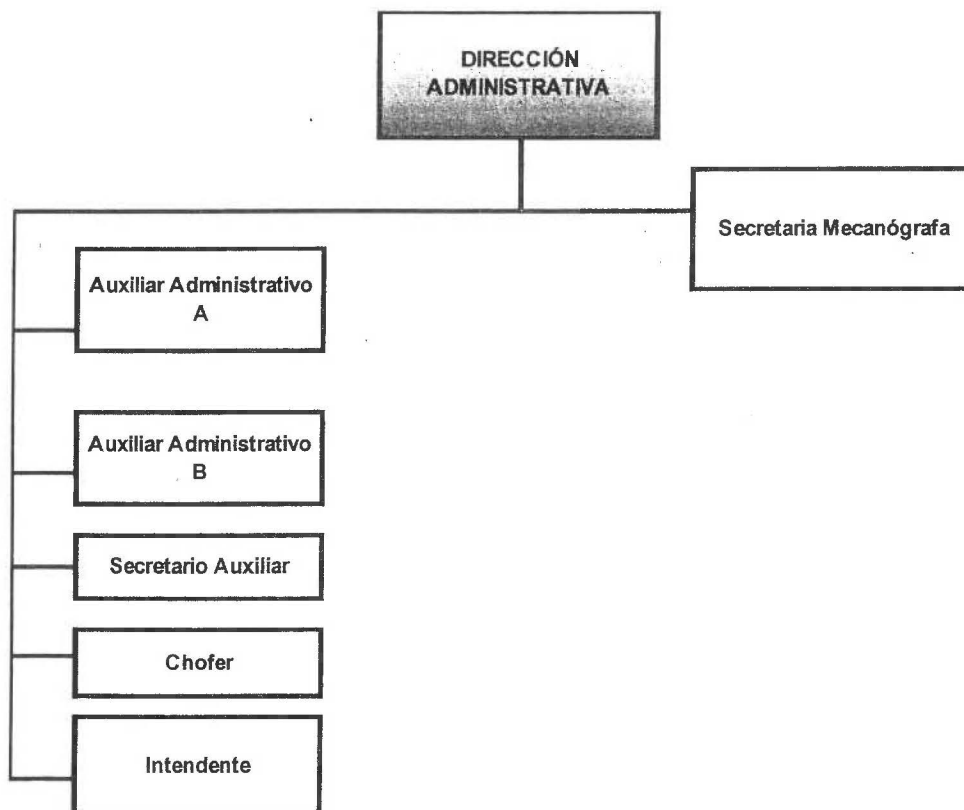 DIRECCIÓN
ADMINISTRATIVA
Secretaria Mecanógrafa
Auxiliar Administrativo
A
Auxiliar Administrativo
B
Secretario Auxiliar
Chofer
Intendente